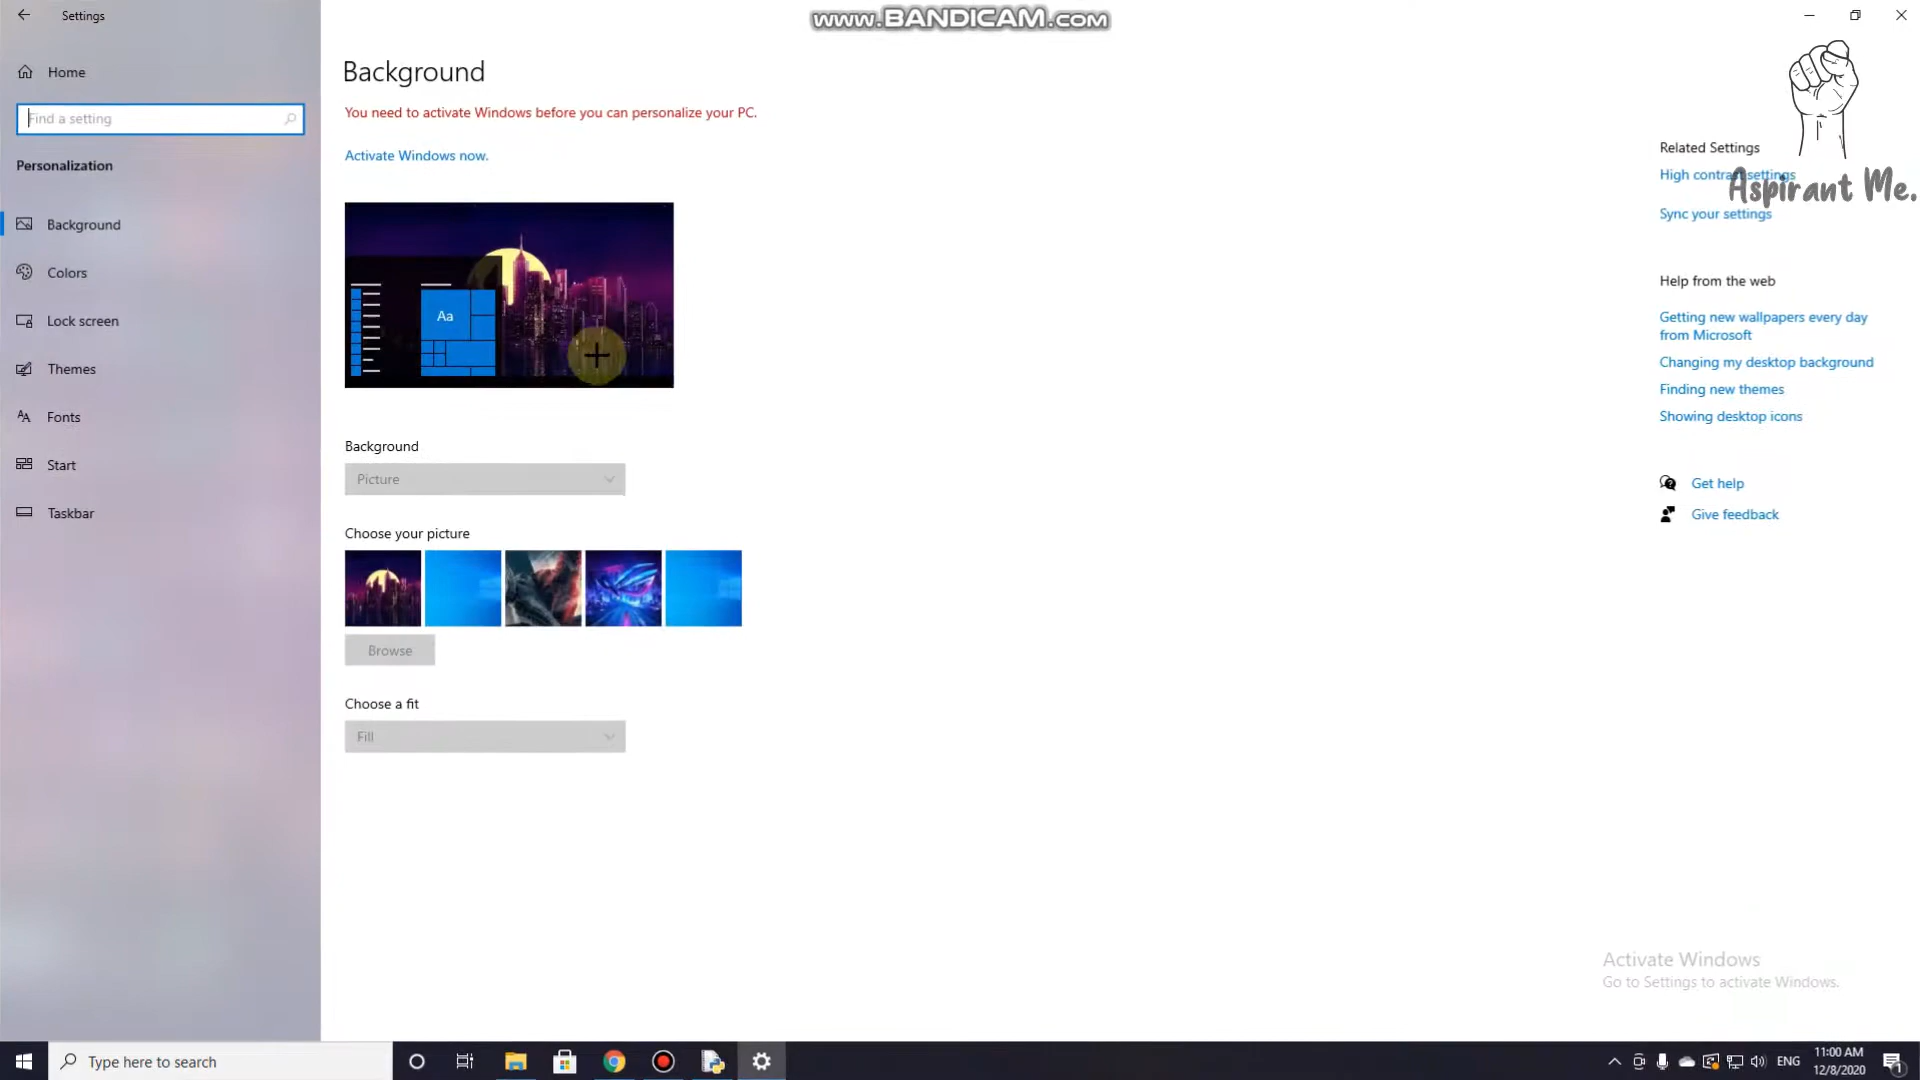 Settings
www.BANDICAM.com
Home
Find a setting
Personalization
Background
Colors
Lock screen
Themes
Fonts
Start
Taskbar
Background
You need to activate Windows before you can personalize your PC.
Activate Windows now.
Aa
Background
Picture
Choose your picture
Browse
Choose a fit
Fill
Related Settings
High contrast settings
Aspirant Me.
Sync your settings
Help from the web
Getting new wallpapers every day
from Microsoft
Changing my desktop background
Finding new themes
Showing desktop icons
Get help
Give feedback
Activate Windows
Go to Settings to activate Windows.
Type here to search
ENG
11:00 AM
12/8/2020
1